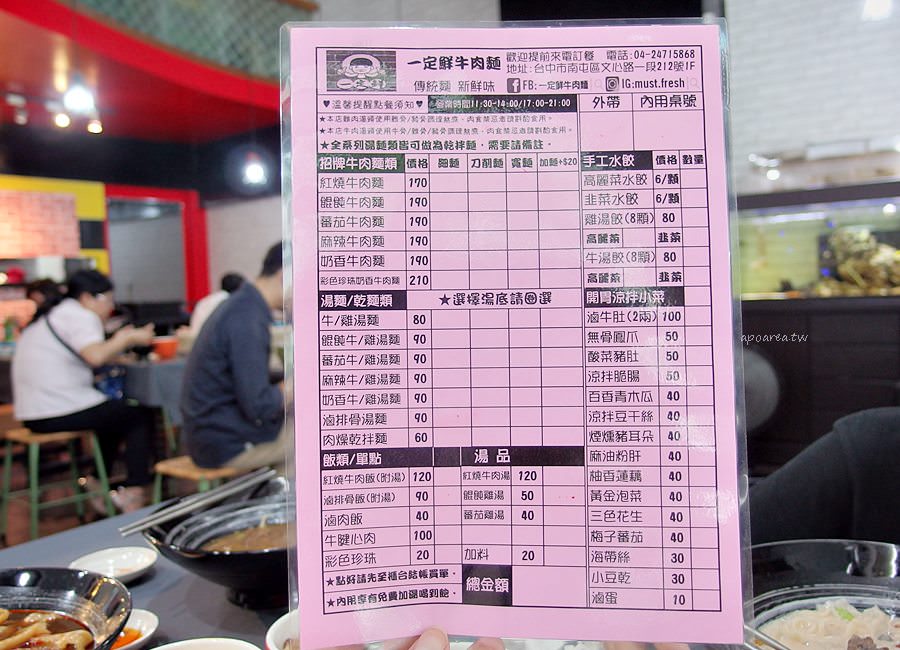 一定鮮牛肉麵
歡迎提前來電訂餐 電話:04-24715868
地址:台中市南屯區文心路一段212號1F
傳統麵 新鮮味 FB:一定鮮牛肉麵 IG:must.fresh
♥溫馨提醒點餐須知♥ 營業時間11:30-14:00/17:00-21:00 外帶 內用桌號
★全系列湯麵類皆可做為乾拌麵，需要請備註。
招牌牛肉麵類 價格 細麵 刀削麵 寬麵 加麵+$20
紅燒牛肉麵 170
餛飩牛肉麵 190
番茄牛肉麵 190
麻辣牛肉麵 190
奶香牛肉麵 190
彩色珍珠奶香牛肉麵 210
湯麵/乾麵類 ★選擇湯底請圈選
牛/雞湯麵 80
餛飩牛/雞湯麵 90
番茄牛/雞湯麵 90
麻辣牛/雞湯麵 90
奶香牛/雞湯麵 90
滷排骨湯麵 90
肉燥乾拌麵 60
飯類/單點 湯品
紅燒牛肉飯(附湯) 120 紅燒牛肉湯 120
滷排骨飯(附湯) 90 餛飩雞湯 50
滷肉飯 40 番茄雞湯 40
牛腱心肉 100
彩色珍珠 20 加料 20
★點好請先至櫃台結帳買單。
★內用享有免費加湯喝到飽。
總金額
手工水餃 價格 數量
高麗菜水餃 6/顆
韭菜水餃 6/顆
雞湯餃(8顆) 80
高麗菜 韭菜
牛湯餃(8顆) 80
高麗菜 韭菜
開胃涼拌小菜
滷牛肚(2兩) 100
無骨鳳爪 50
酸菜豬肚 50
涼拌脆腸 50
百香青木瓜 40
涼拌豆干絲 40
煙燻豬耳朵 40
麻油粉肝 40
柚香蓮藕 40
黃金泡菜 40
三色花生 40
梅子番茄 40
海帶絲 30
小豆乾 30
滷蛋 10
apoarea.tw